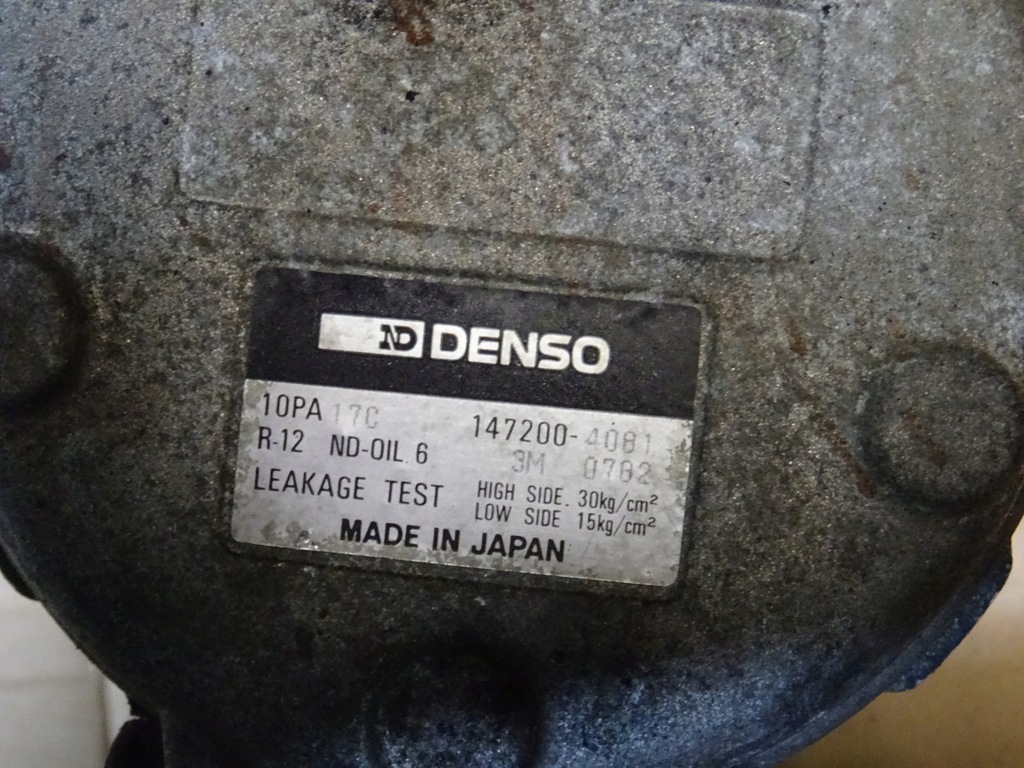 ND DENSO
10PA 17C 147200-4081
R-12 ND-OIL 6 3M 0702
LEAKAGE TEST HIGH SIDE. 30kg/cm²
LOW SIDE 15kg/cm²
MADE IN JAPAN